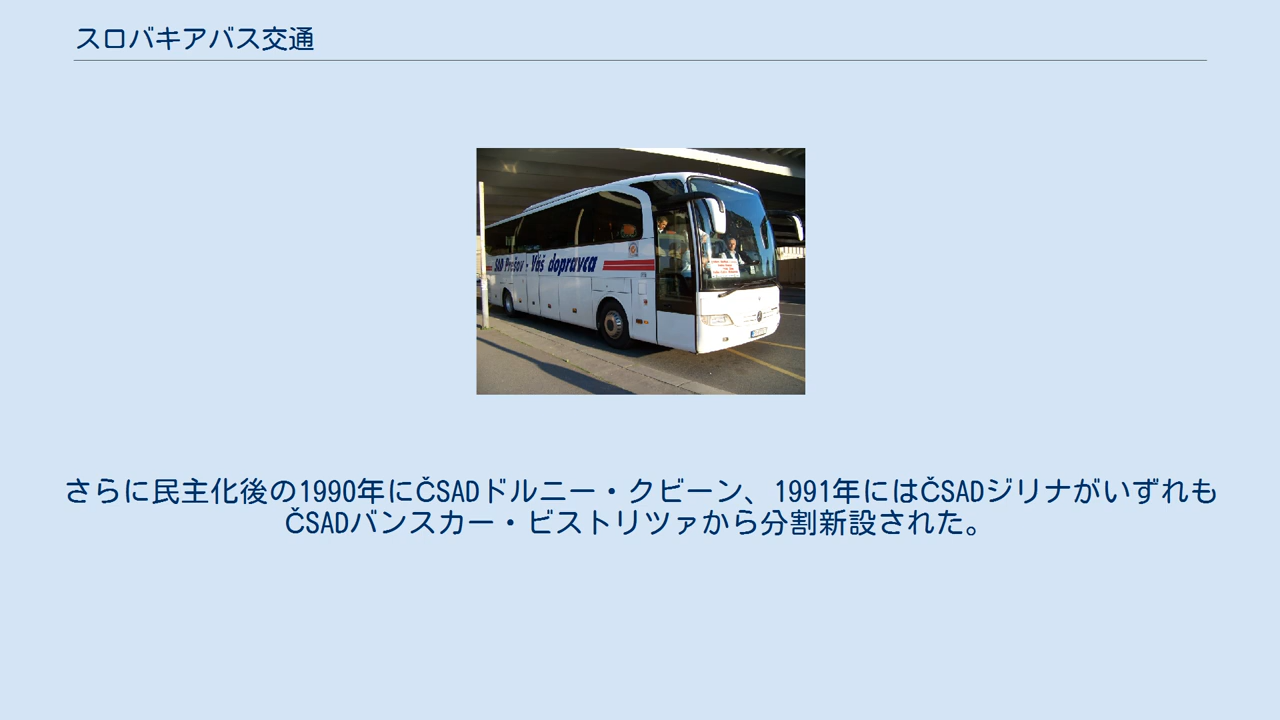 スロバキアバス交通
SAD Prešov - Váš dopravca
さらに民主化後の1990年にČSADドルニー・クビーン、1991年にはČSADジリナがいずれも
ČSADバンスカー・ビストリツァから分割新設された。